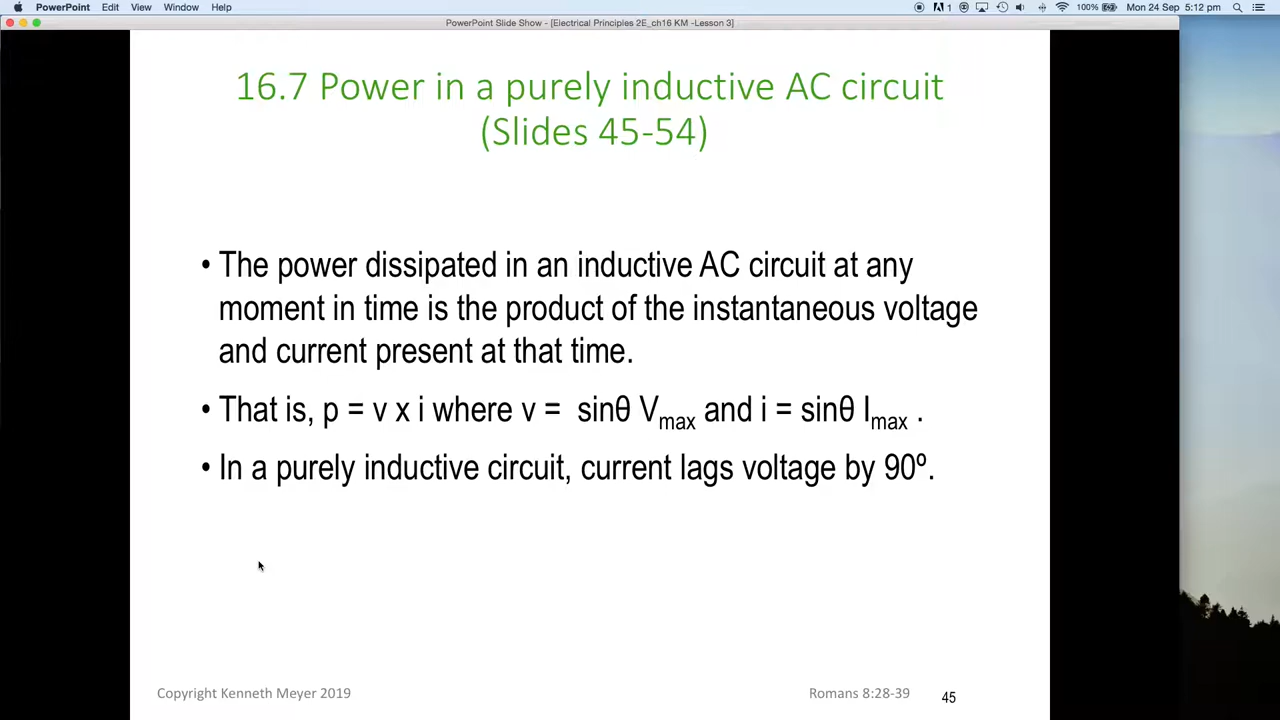 PowerPoint Edit View Window Help
1 100% Mon 24 Sep 5:12 pm
PowerPoint Slide Show - [Electrical Principles 2E_ch16 KM -Lesson 3]
16.7 Power in a purely inductive AC circuit
(Slides 45-54)
• The power dissipated in an inductive AC circuit at any
moment in time is the product of the instantaneous voltage
and current present at that time.
• That is, p = v x i where v = sinθ Vmax and i = sinθ Imax .
• In a purely inductive circuit, current lags voltage by 90º.
Copyright Kenneth Meyer 2019
Romans 8:28-39
45